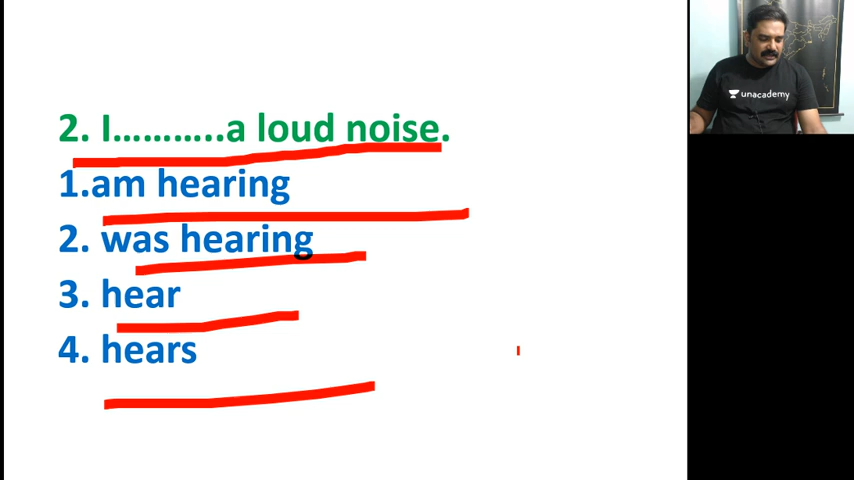 2. I………..a loud noise.
1.am hearing
2. was hearing
3. hear
4. hears
unacademy